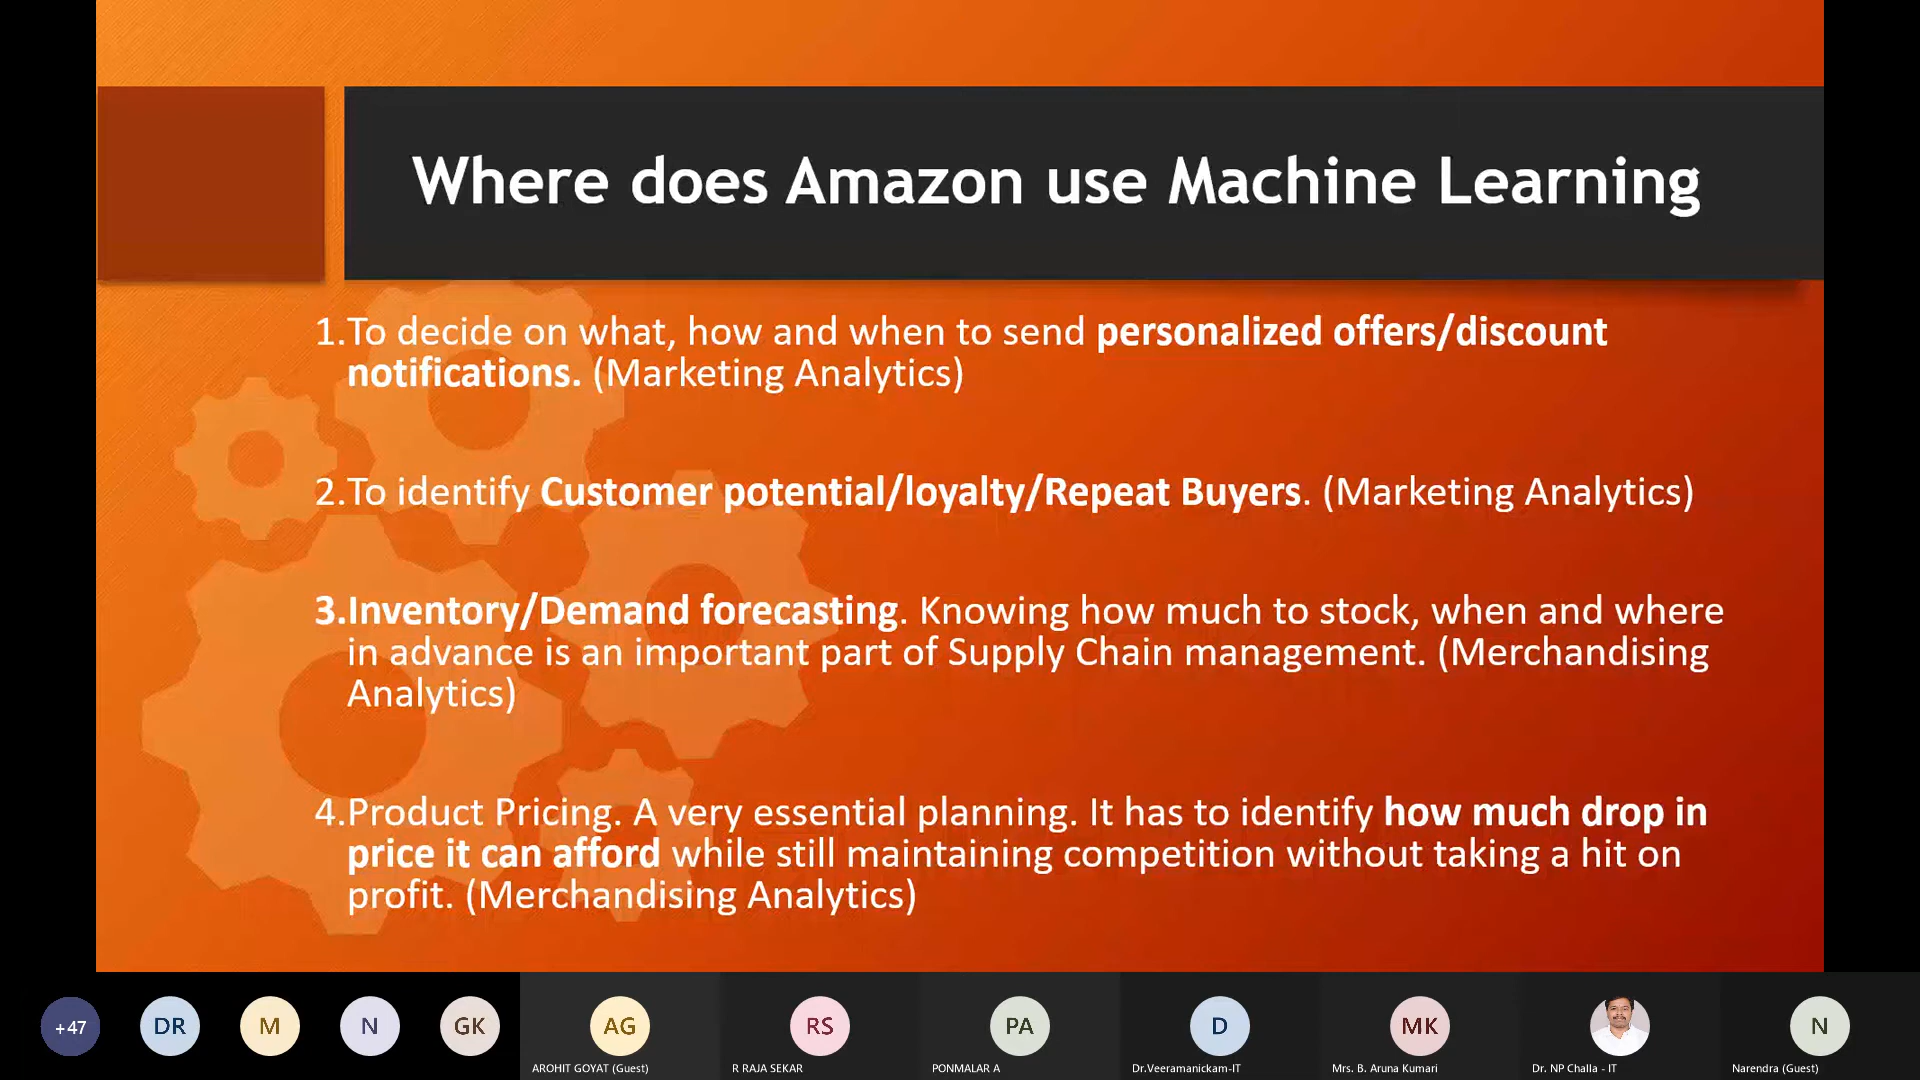 Where does Amazon use Machine Learning
1.To decide on what, how and when to send personalized offers/discount
notifications. (Marketing Analytics)
2.To identify Customer potential/loyalty/Repeat Buyers. (Marketing Analytics)
3.Inventory/Demand forecasting. Knowing how much to stock, when and where
in advance is an important part of Supply Chain management. (Merchandising
Analytics)
4.Product Pricing. A very essential planning. It has to identify how much drop in
price it can afford while still maintaining competition without taking a hit on
profit. (Merchandising Analytics)
+47 DR M N GK AG RS PA D MK N
AROHIT GOYAT (Guest) R RAJA SEKAR PONMALAR A Dr.Veeramanickam-IT Mrs. B. Aruna Kumari Dr. NP Challa - IT Narendra (Guest)